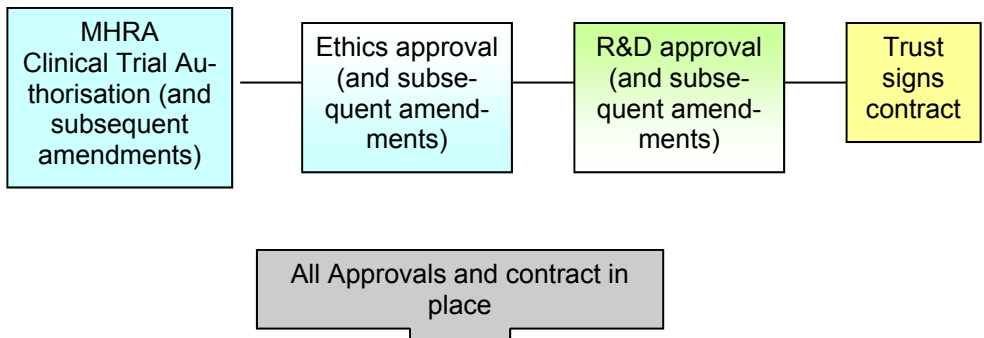 MHRA
Clinical Trial Au-
thorisation (and
subsequent
amendments)
Ethics approval
(and subse-
quent amend-
ments)
R&D approval
(and subse-
quent amend-
ments)
Trust
signs
contract
All Approvals and contract in
place